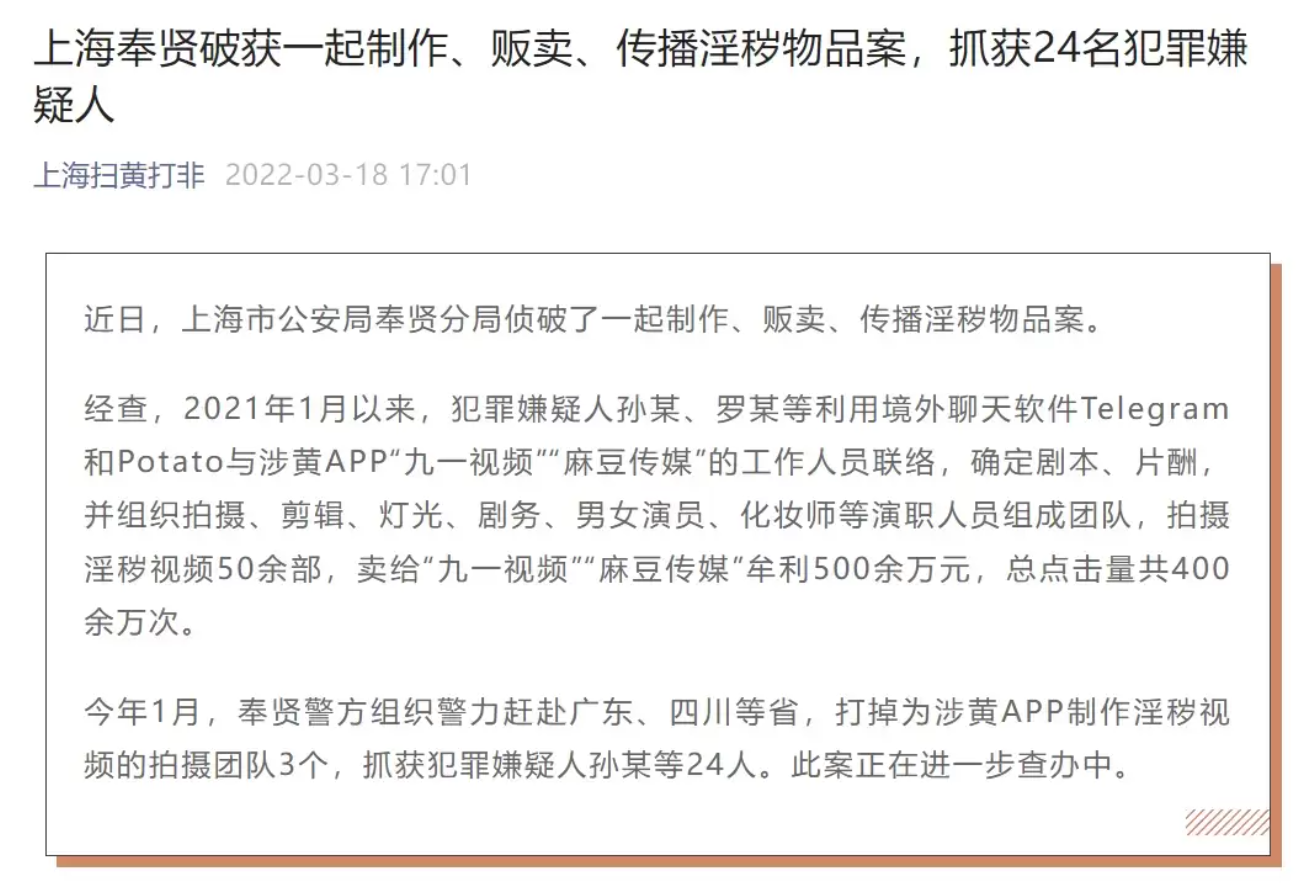 上海奉贤破获一起制作、贩卖、传播淫秽物品案，抓获24名犯罪嫌
疑人
上海扫黄打非 2022-03-18 17:01
近日，上海市公安局奉贤分局侦破了一起制作、贩卖、传播淫秽物品案。
经查，2021年1月以来，犯罪嫌疑人孙某、罗某等利用境外聊天软件Telegram
和Potato与涉黄APP“九一视频”“麻豆传媒”的工作人员联络，确定剧本、片酬，
并组织拍摄、剪辑、灯光、剧务、男女演员、化妆师等演职人员组成团队，拍摄
淫秽视频50余部，卖给“九一视频”“麻豆传媒”牟利500余万元，总点击量共400
余万次。
今年1月，奉贤警方组织警力赶赴广东、四川等省，打掉为涉黄APP制作淫秽视
频的拍摄团队3个，抓获犯罪嫌疑人孙某等24人。此案正在进一步查办中。